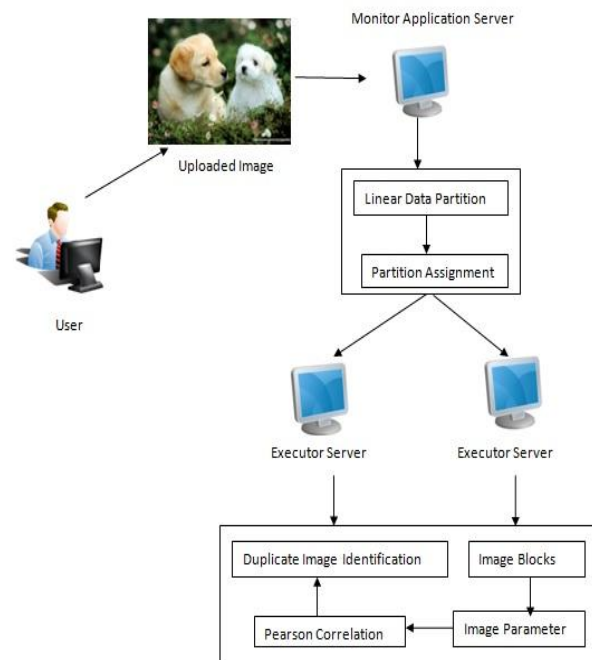 Monitor Application Server
Uploaded Image
Linear Data Partition
Partition Assignment
User
Executor Server
Executor Server
Duplicate Image Identification
Image Blocks
Pearson Correlation
Image Parameter